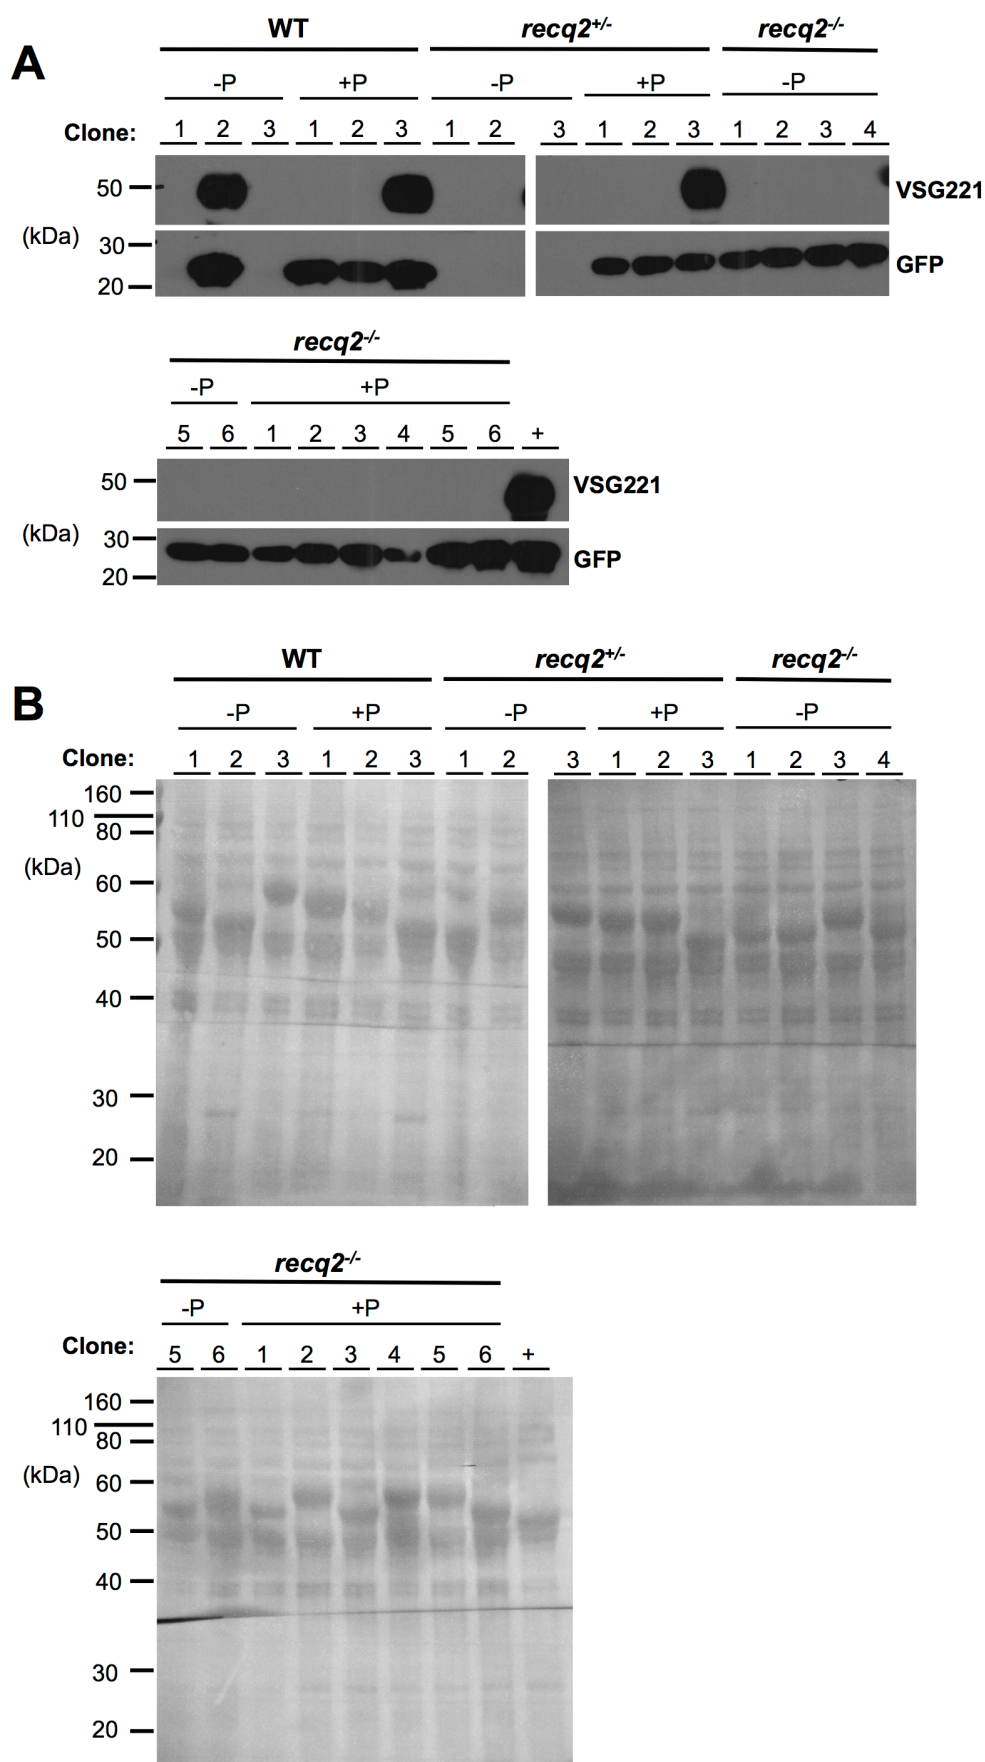 A
WT recq2+/- recq2-/-
-P +P -P +P -P
Clone: 1 2 3 1 2 3 1 2 3 1 2 3 1 2 3 4
50 VSG221
(kDa)
30
GFP
20
recq2-/-
-P +P
5 6 1 2 3 4 5 6 +
50 VSG221
(kDa)
30
GFP
20
B
WT recq2+/- recq2-/-
-P +P -P +P -P
Clone: 1 2 3 1 2 3 1 2 3 1 2 3 1 2 3 4
160
110
80
(kDa)
60
50
40
30
20
recq2-/-
-P +P
Clone: 5 6 1 2 3 4 5 6 +
160
110
80
(kDa)
60
50
40
30
20